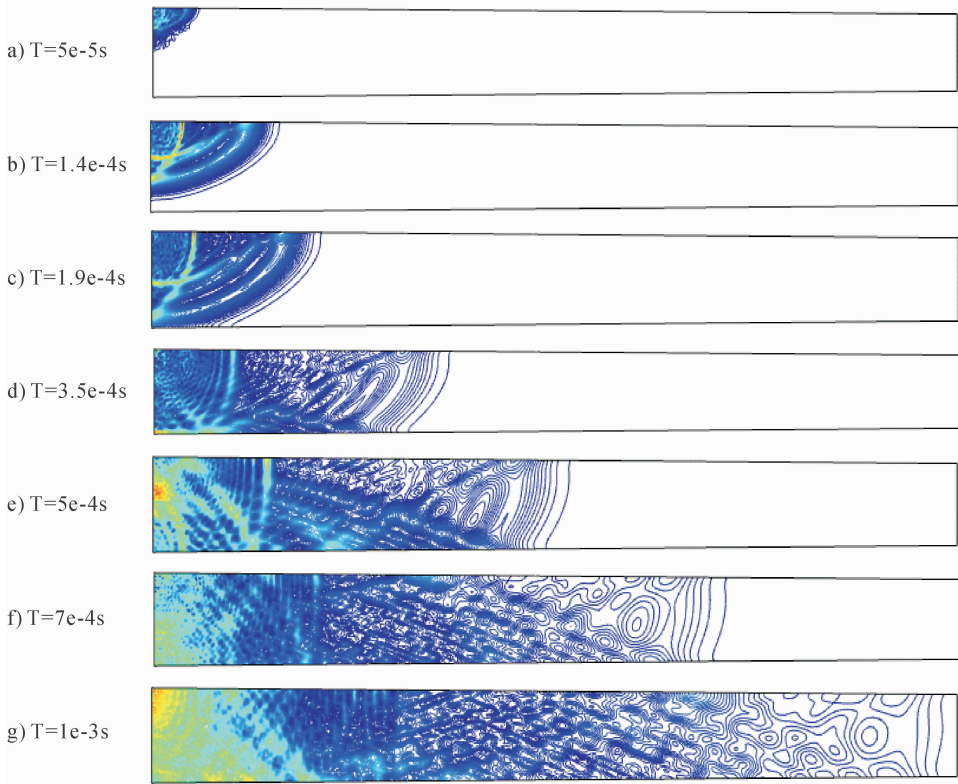 a) T=5e-5s
b) T=1.4e-4s
c) T=1.9e-4s
d) T=3.5e-4s
e) T=5e-4s
f) T=7e-4s
g) T=1e-3s